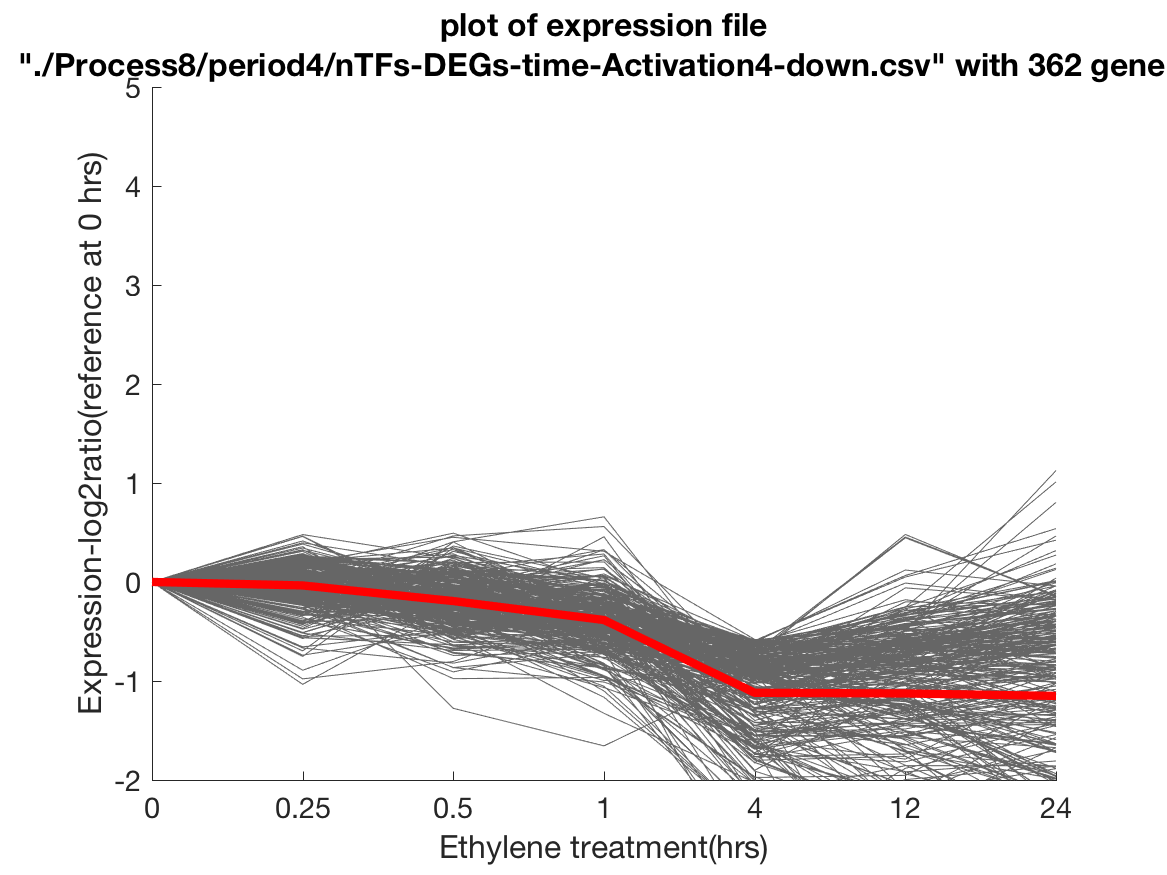 plot of expression file
"./Process8/period4/nTFs-DEGs-time-Activation4-down.csv" with 362 gene
Expression-log2ratio(reference at 0 hrs)
5
4
3
2
1
0
-1
-2
0 0.25 0.5 1 4 12 24
Ethylene treatment(hrs)